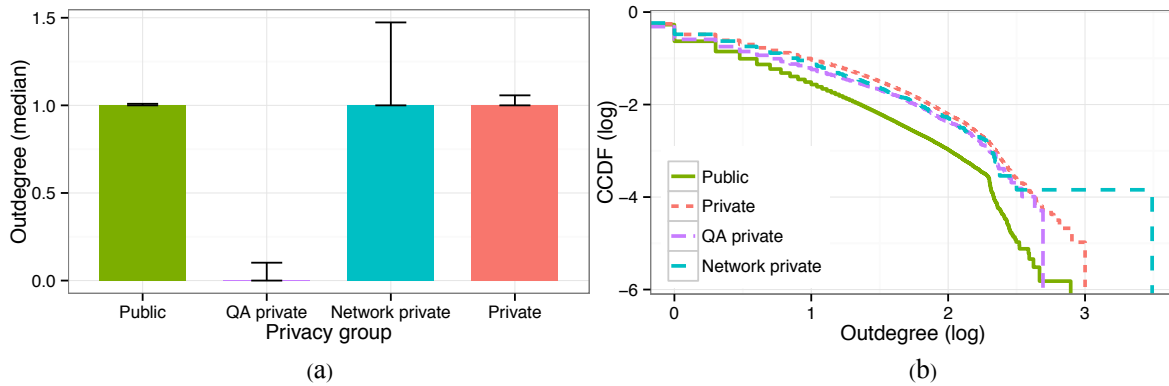 1.5
1.0
0.5
0.0
Outdegree (median)
Public
QA private
Network private
Private
Privacy group
(a)
0
−2
−4
−6
CCDF (log)
Public
Private
QA private
Network private
0
1
2
3
Outdegree (log)
(b)